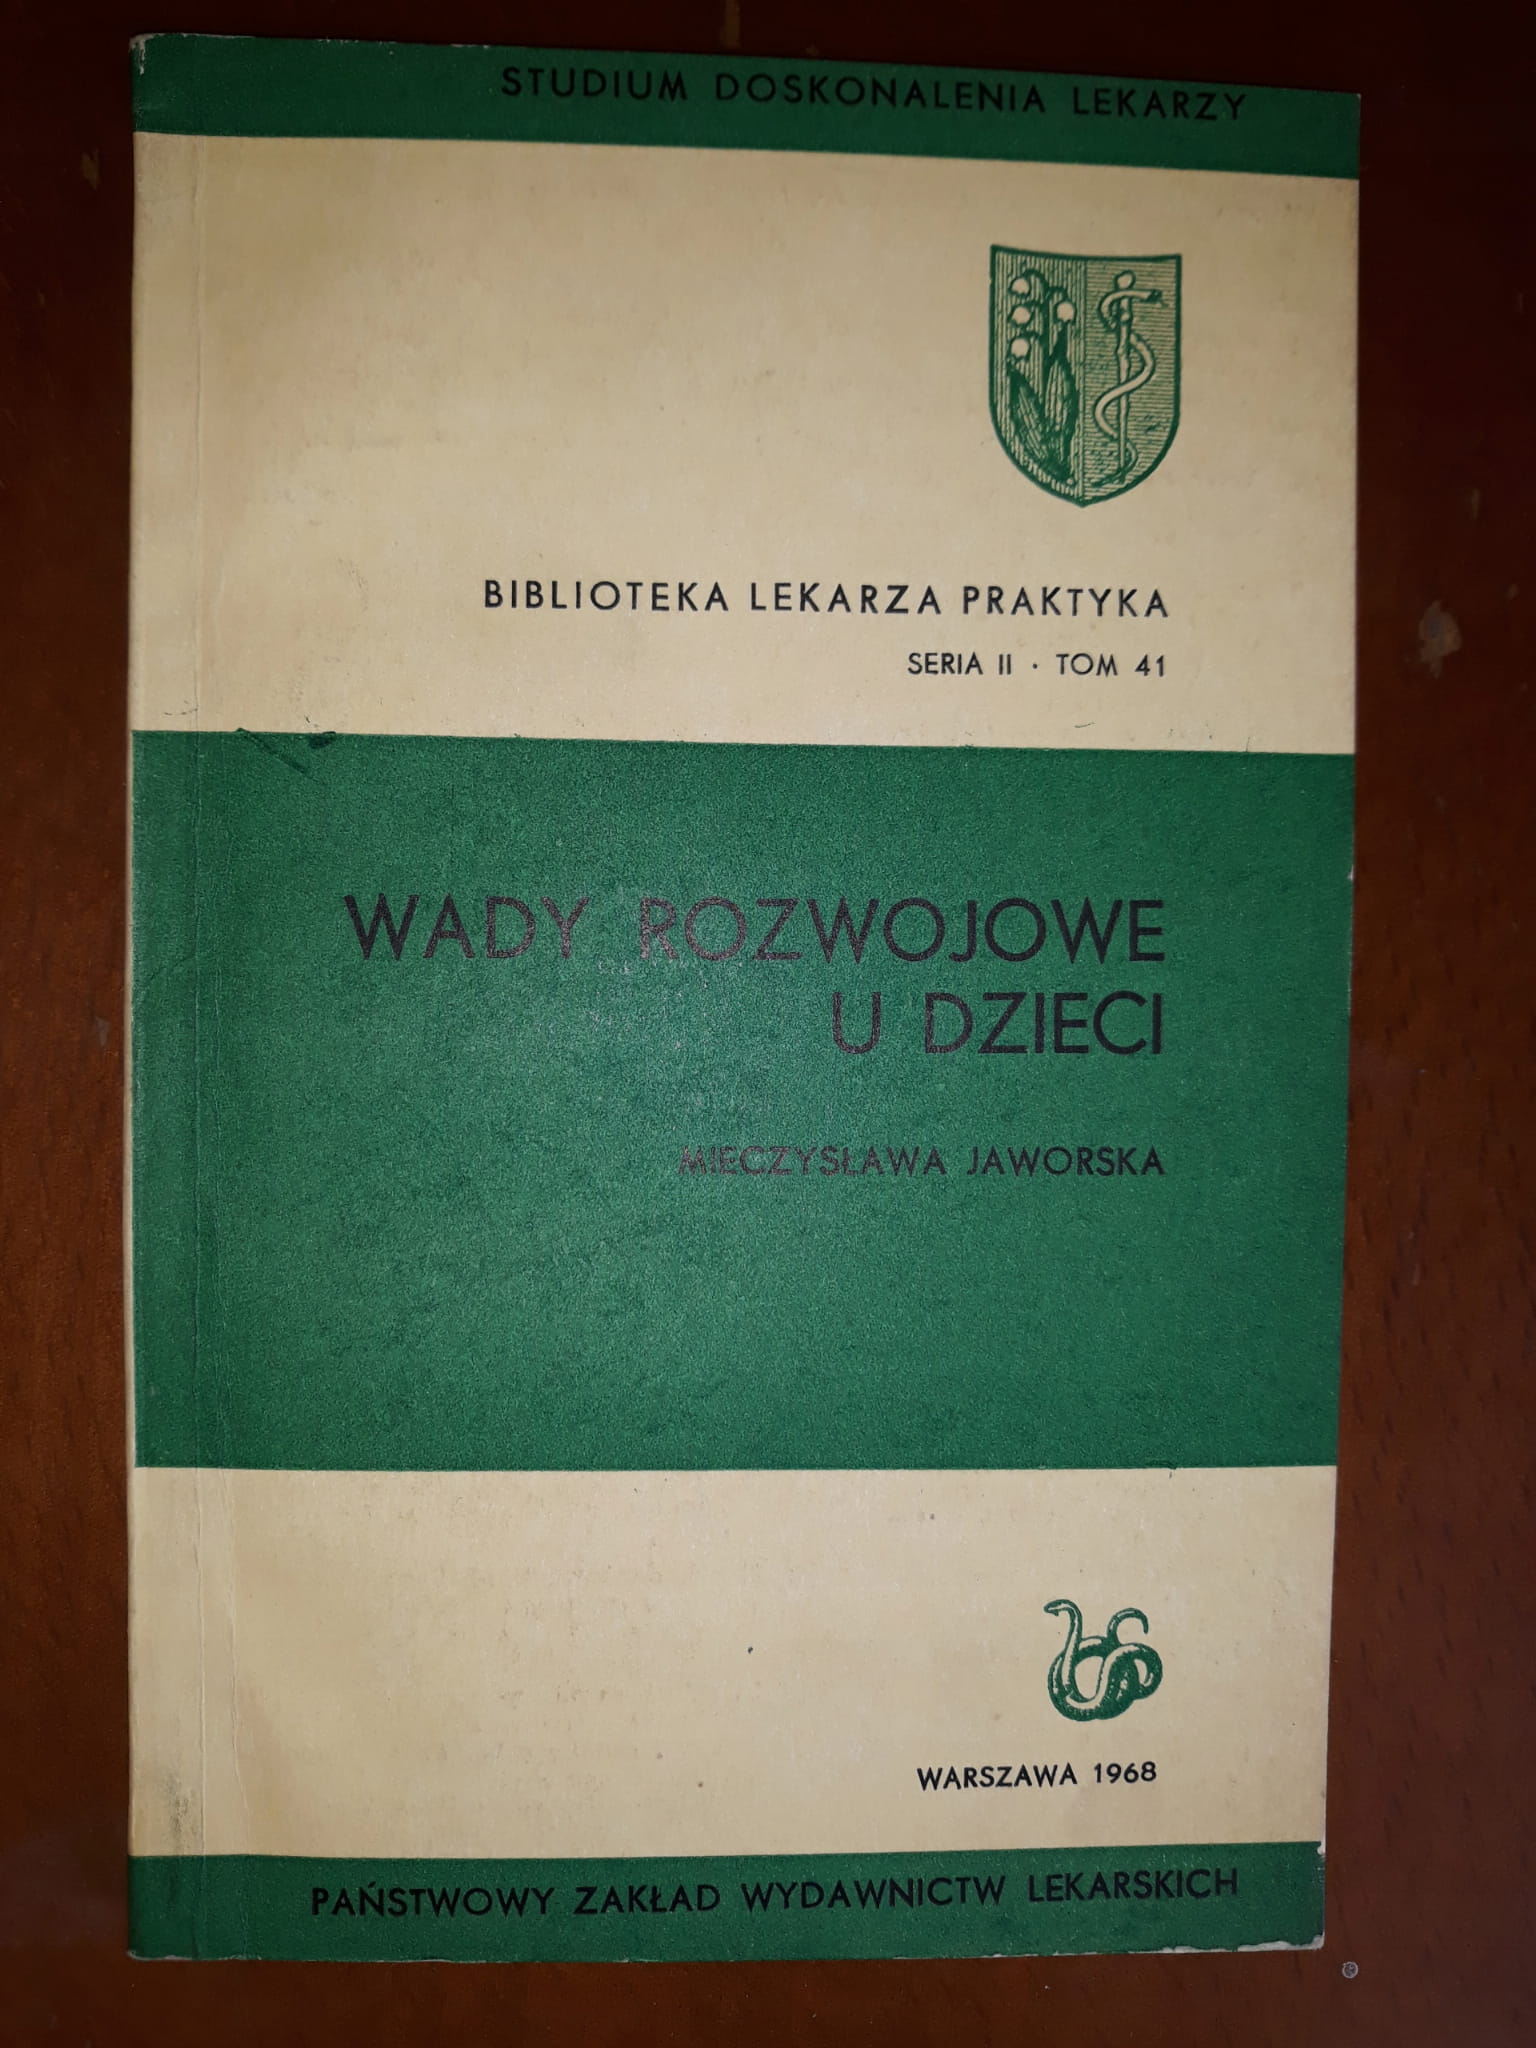 STUDIUM DOSKONALENIA LEKARZY
BIBLIOTEKA LEKARZA PRAKTYKA
SERIA II · TOM 41
WADY ROZWOJOWE
U DZIECI
MIECZYSŁAWA JAWORSKA
WARSZAWA 1968
PAŃSTWOWY ZAKŁAD WYDAWNICTW LEKARSKICH